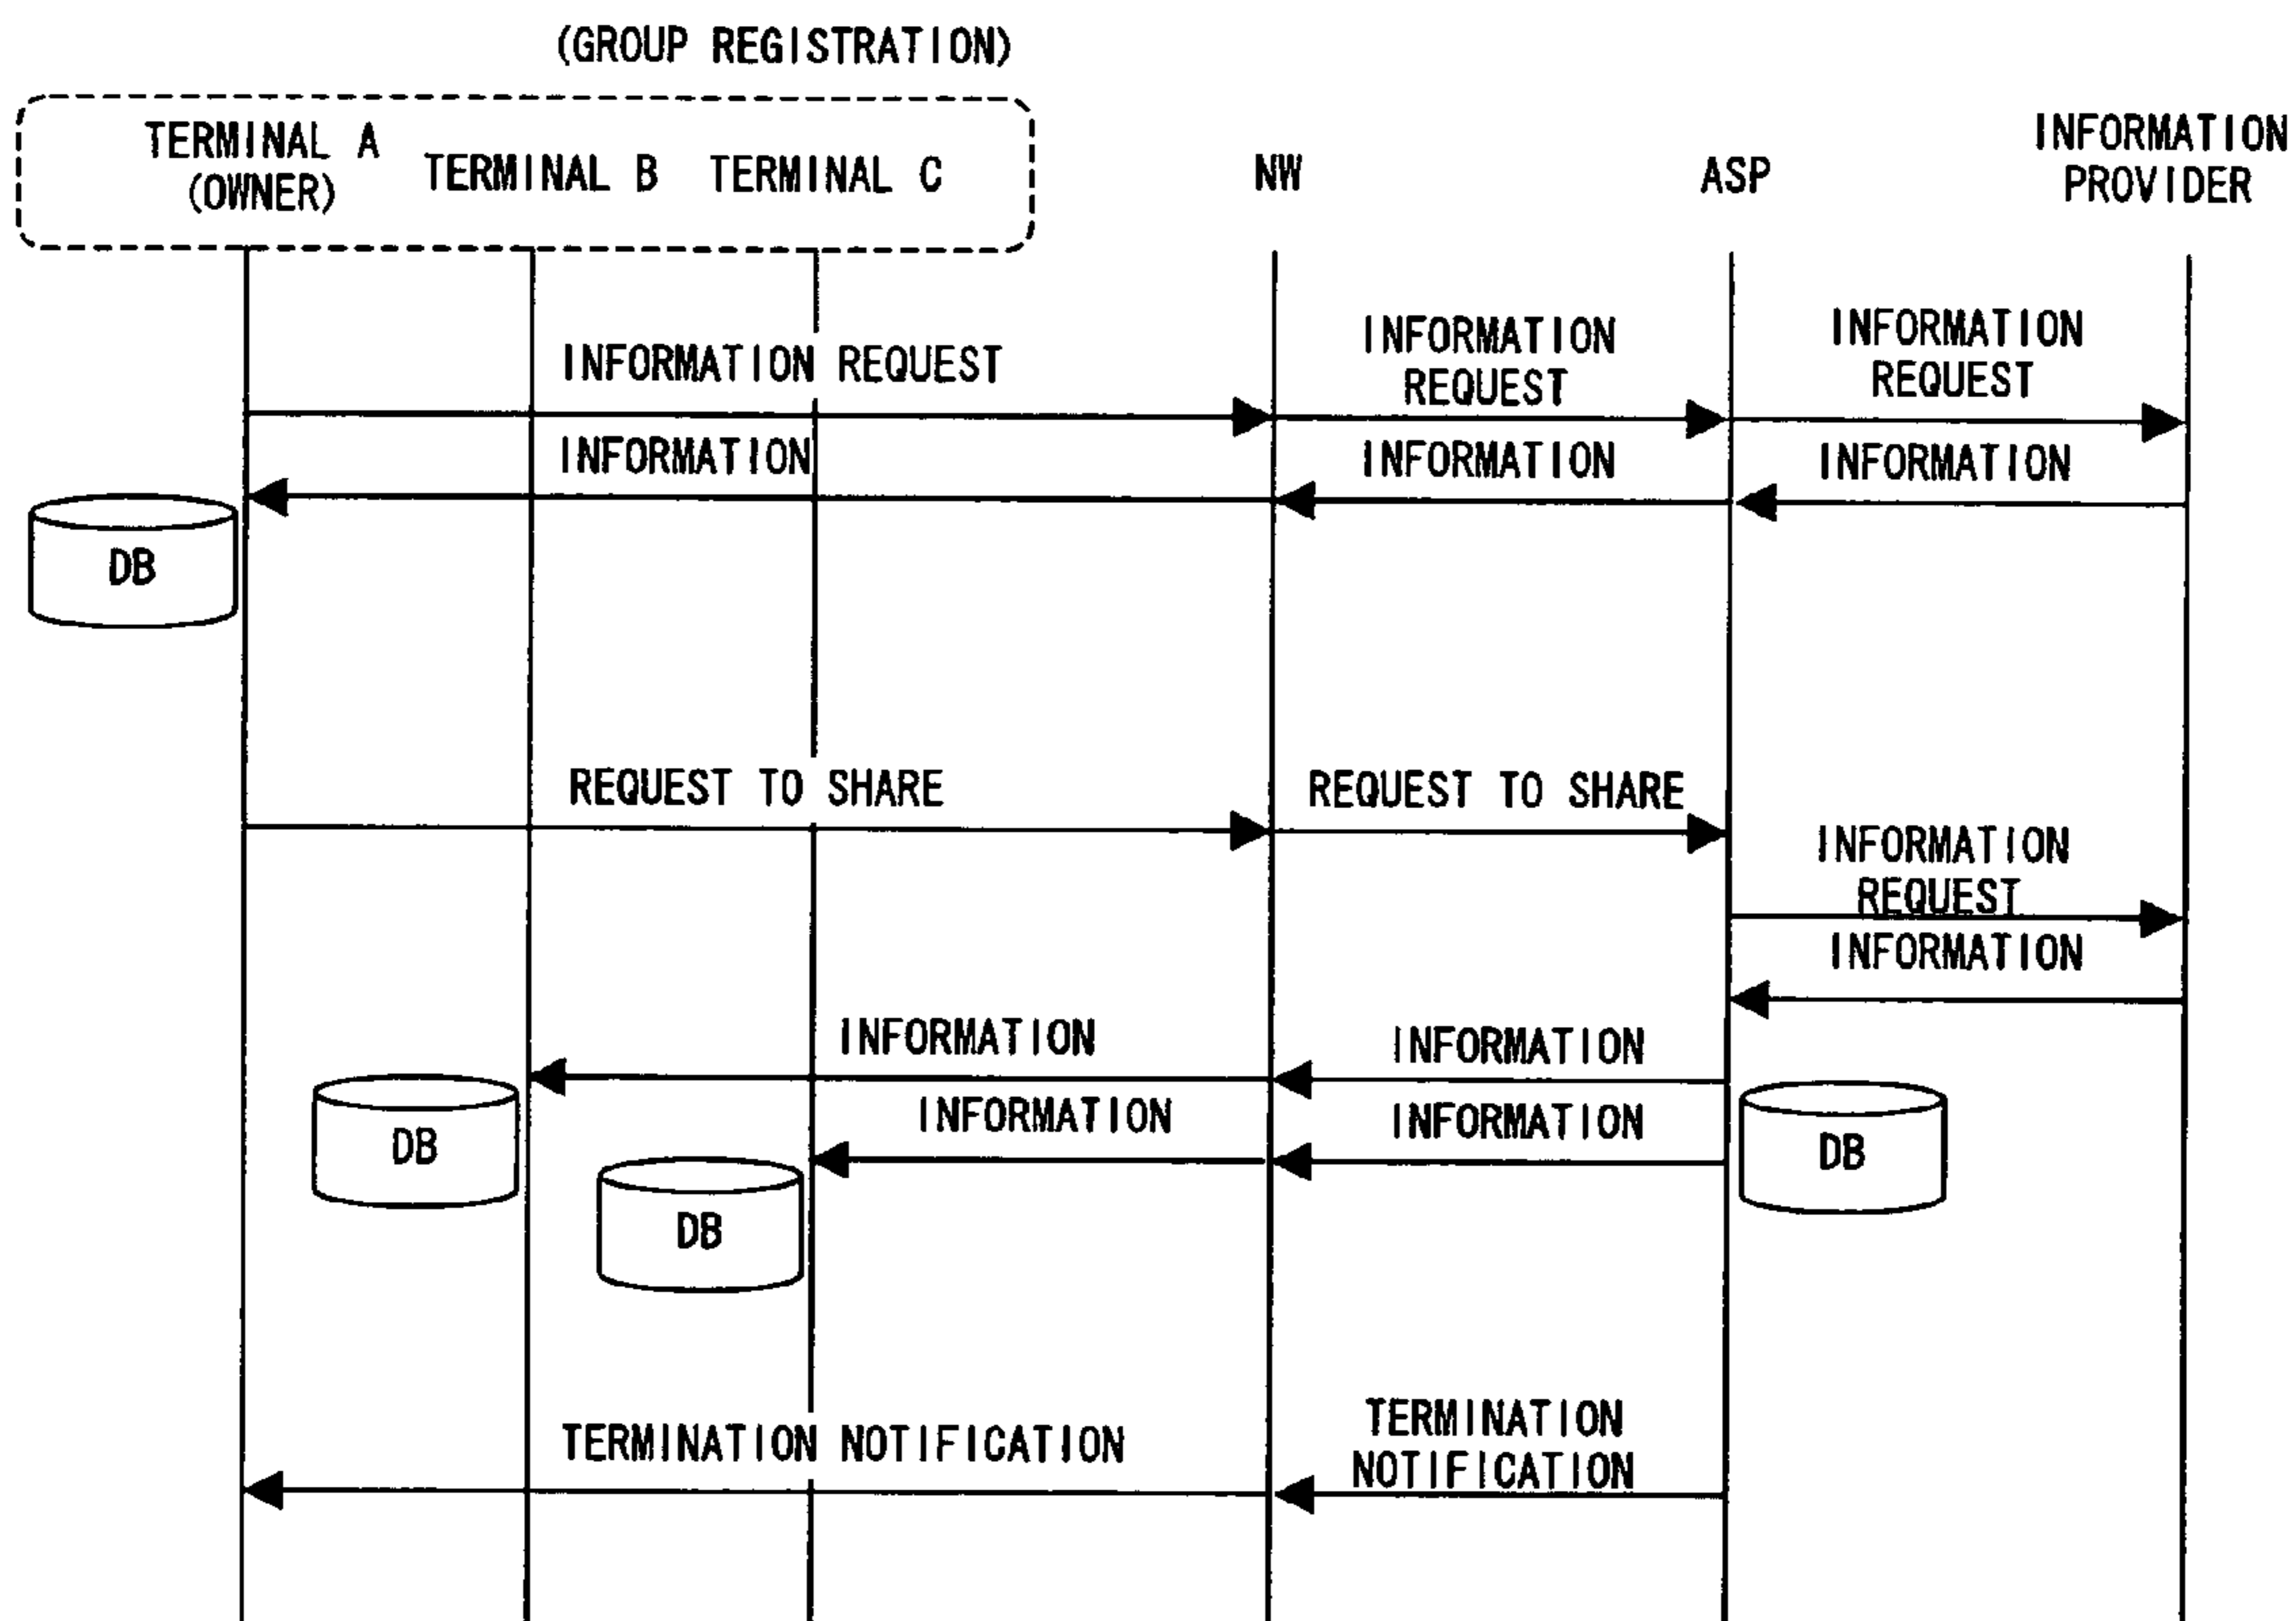 (GROUP REGISTRATION)
TERMINAL A
(OWNER)
TERMINAL B
TERMINAL C
NW
ASP
INFORMATION
PROVIDER
INFORMATION REQUEST
INFORMATION
REQUEST
INFORMATION
REQUEST
INFORMATION
INFORMATION
INFORMATION
DB
REQUEST TO SHARE
REQUEST TO SHARE
INFORMATION
REQUEST
INFORMATION
INFORMATION
INFORMATION
DB
INFORMATION
INFORMATION
DB
DB
TERMINATION NOTIFICATION
TERMINATION
NOTIFICATION